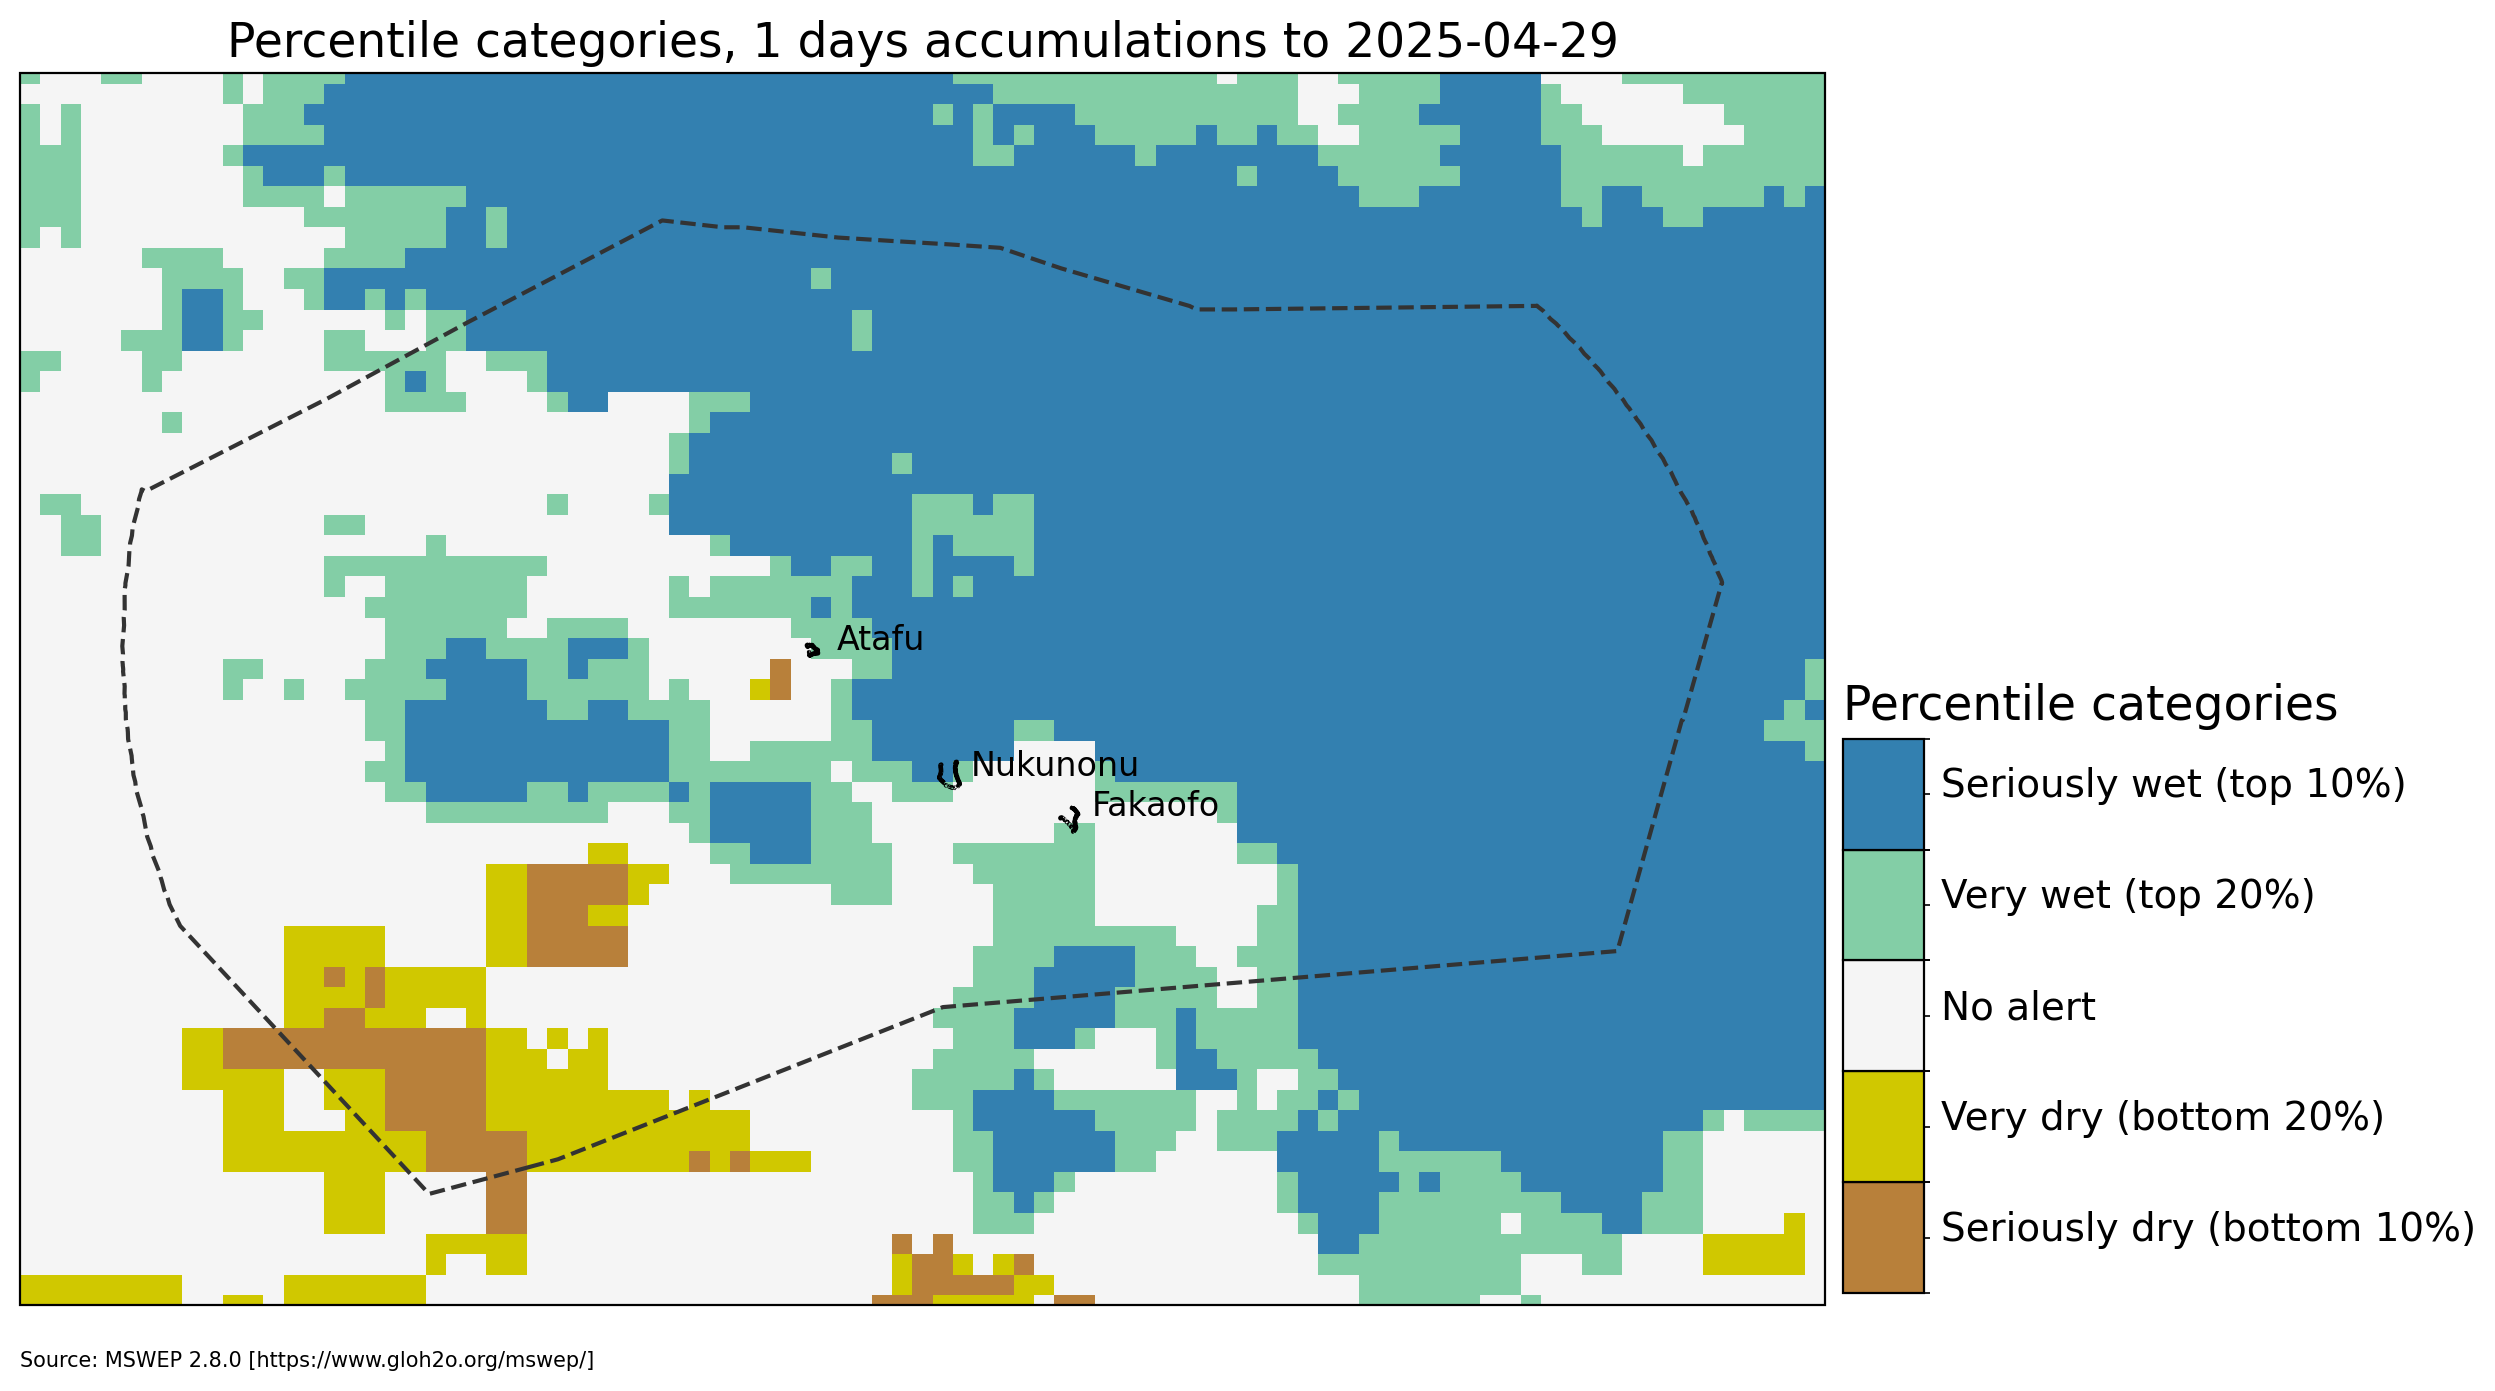 Percentile categories, 1 days accumulations to 2025-04-29
Atafu
Nukunonu
Fakaofo
Percentile categories
Seriously wet (top 10%)
Very wet (top 20%)
No alert
Very dry (bottom 20%)
Seriously dry (bottom 10%)
Source: MSWEP 2.8.0 [https://www.gloh2o.org/mswep/]